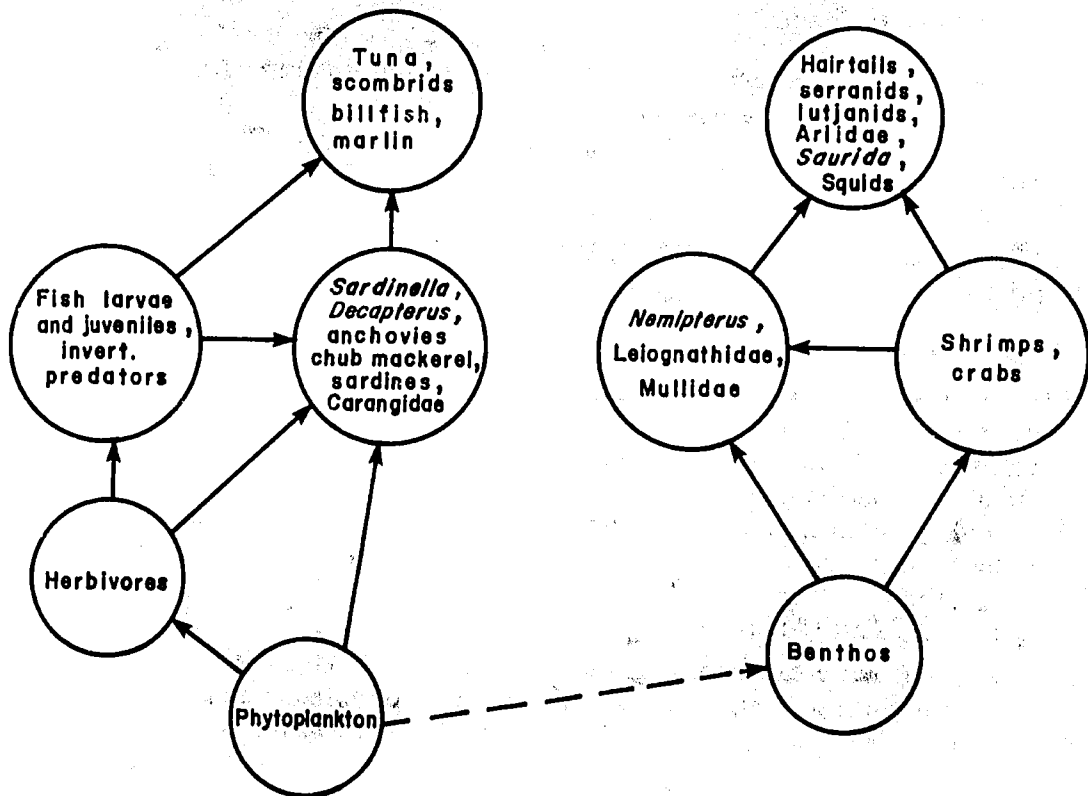 Tuna,
scombrids
billfish,
marlin
Hairtails,
serranids,
lutjanids,
Ariidae,
Saurida,
Squids
Fish larvae
and juveniles,
invert.
predators
Sardinella,
Decapterus,
anchovies
chub mackerel,
sardines,
Carangidae
Nemipterus,
Leiognathidae,
Mullidae
Shrimps,
crabs
Herbivores
Phytoplankton
Benthos